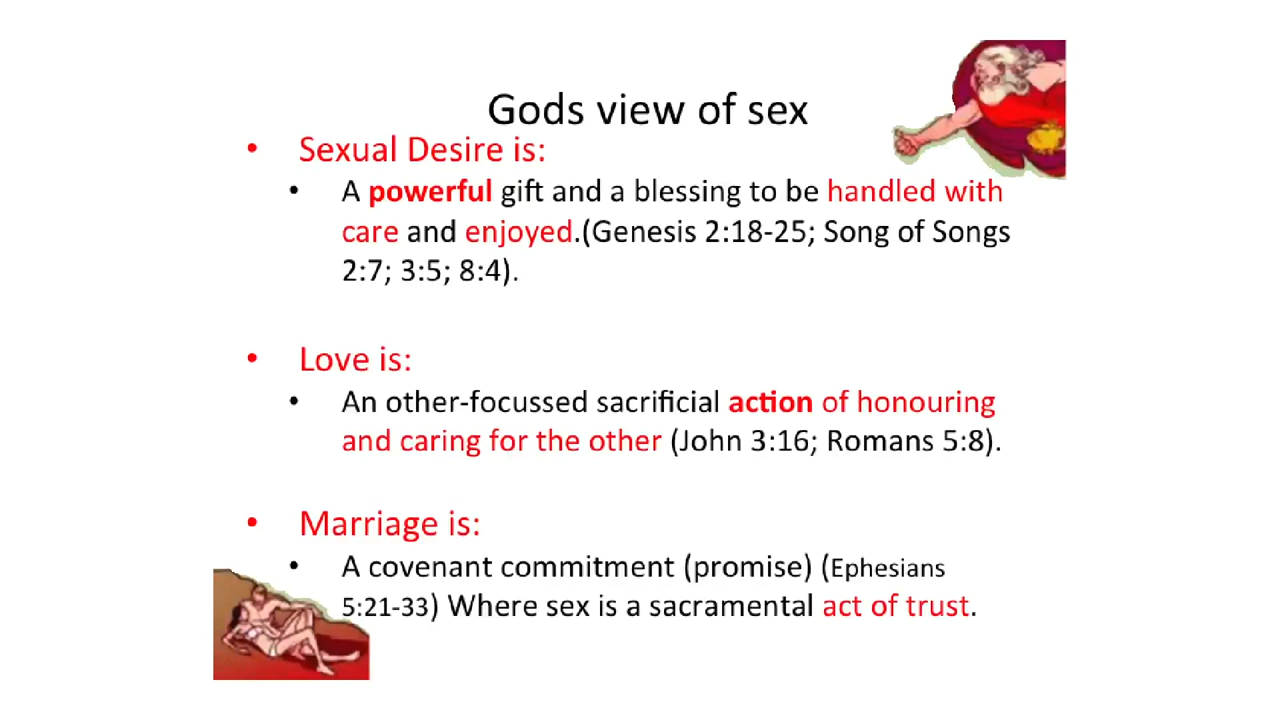 Gods view of sex
• Sexual Desire is:
• A powerful gift and a blessing to be handled with
care and enjoyed.(Genesis 2:18-25; Song of Songs
2:7; 3:5; 8:4).
• Love is:
• An other-focussed sacrificial action of honouring
and caring for the other (John 3:16; Romans 5:8).
• Marriage is:
• A covenant commitment (promise) (Ephesians
5:21-33) Where sex is a sacramental act of trust.